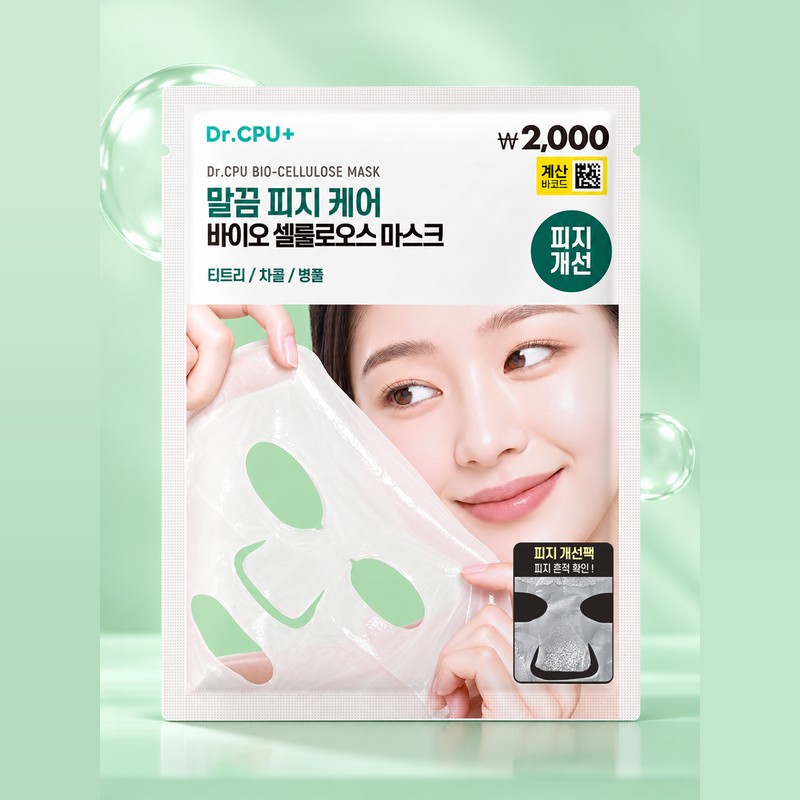 Dr.CPU+
₩2,000
계산
바코드
Dr.CPU BIO-CELLULOSE MASK
말끔 피지 케어
바이오 셀룰로오스 마스크
피지
개선
티트리 / 차콜 / 병풀
피지 개선팩
피지 흔적 확인 !